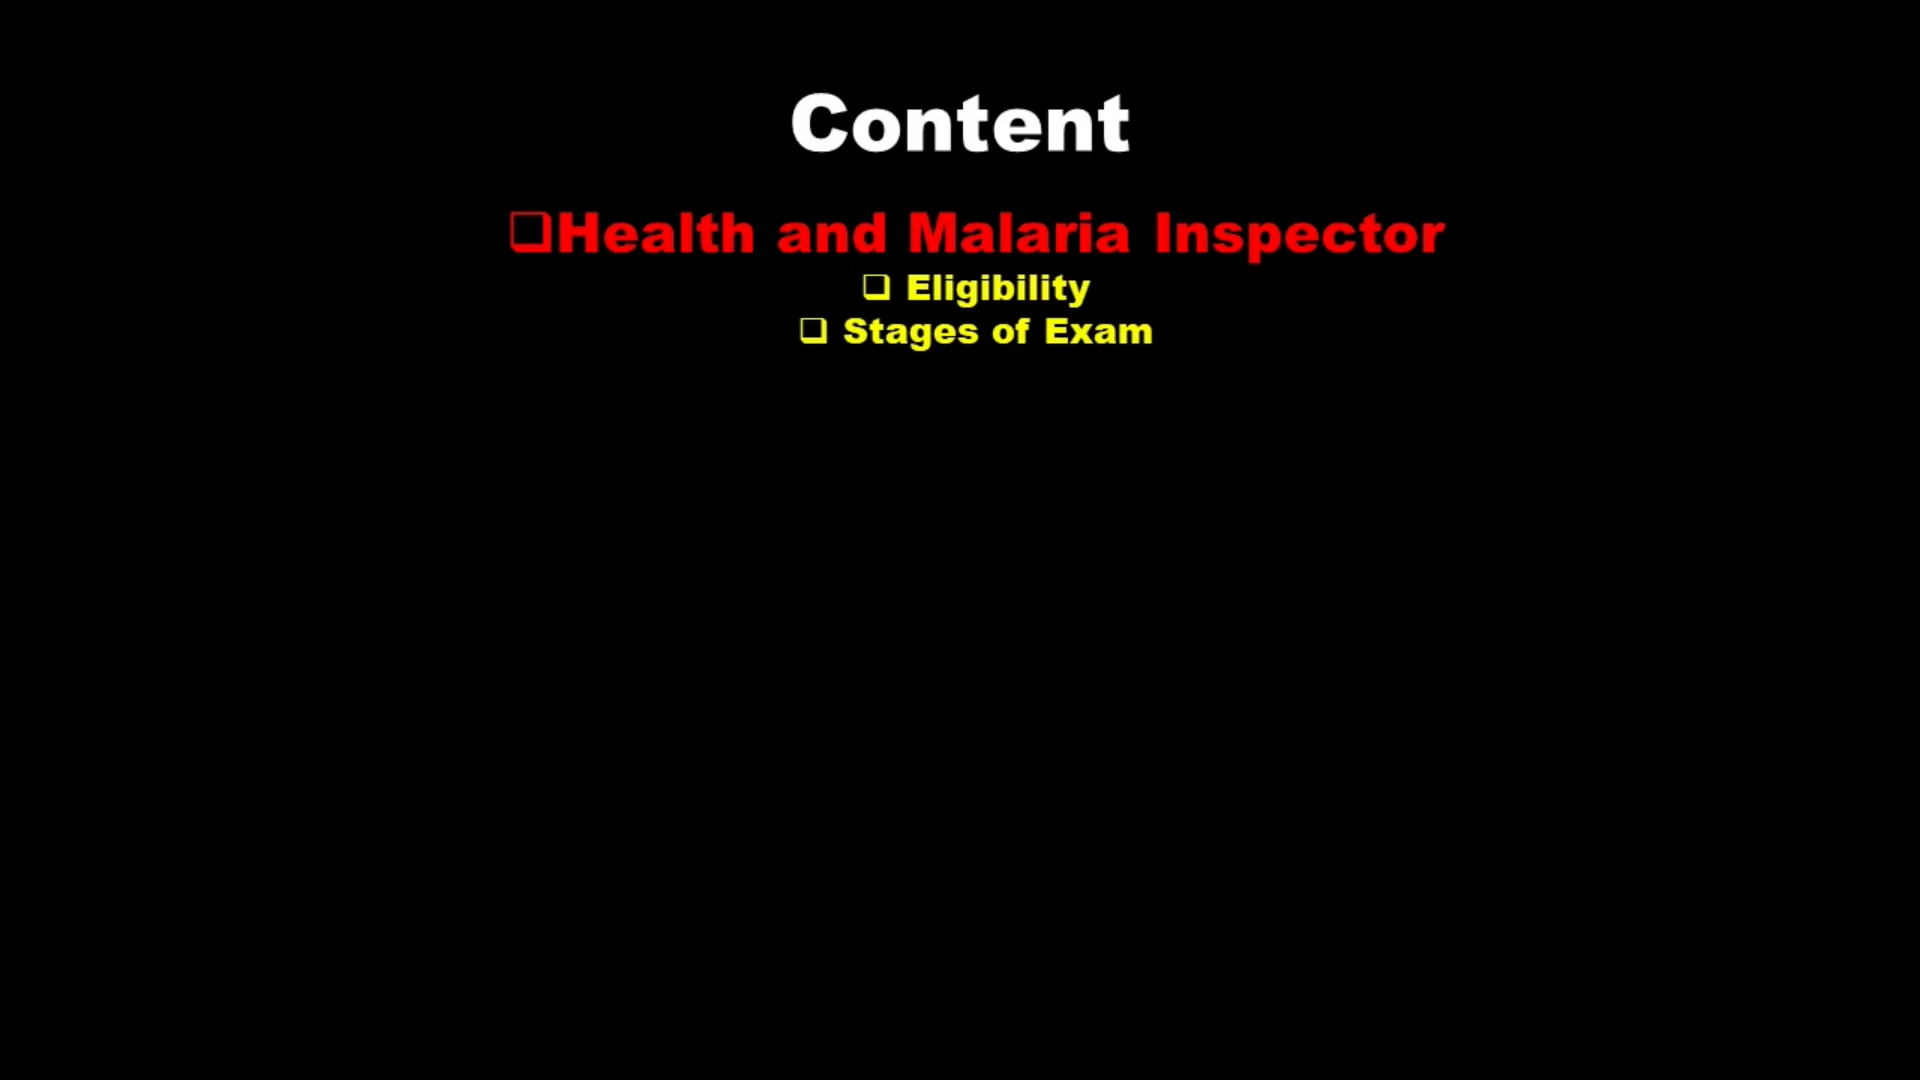 Content
❑Health and Malaria Inspector
❑ Eligibility
❑ Stages of Exam